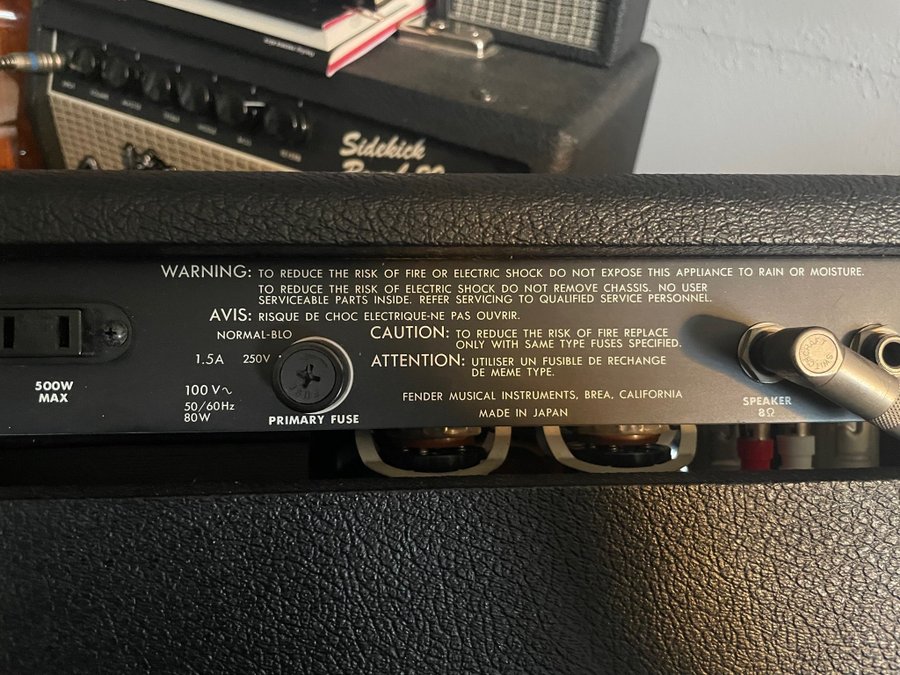 Sidekick
WARNING: TO REDUCE THE RISK OF FIRE OR ELECTRIC SHOCK DO NOT EXPOSE THIS APPLIANCE TO RAIN OR MOISTURE.
TO REDUCE THE RISK OF ELECTRIC SHOCK DO NOT REMOVE CHASSIS. NO USER
SERVICEABLE PARTS INSIDE. REFER SERVICING TO QUALIFIED SERVICE PERSONNEL.
AVIS: RISQUE DE CHOC ELECTRIQUE-NE PAS OUVRIR.
NORMAL-BLO
1.5A 250V
100V~
50/60Hz
80W
PRIMARY FUSE
500W
MAX
CAUTION: TO REDUCE THE RISK OF FIRE REPLACE
ONLY WITH SAME TYPE FUSES SPECIFIED.
ATTENTION: UTILISER UN FUSIBLE DE RECHANGE
DE MEME TYPE.
FENDER MUSICAL INSTRUMENTS, BREA, CALIFORNIA
MADE IN JAPAN
SPEAKER
8Ω